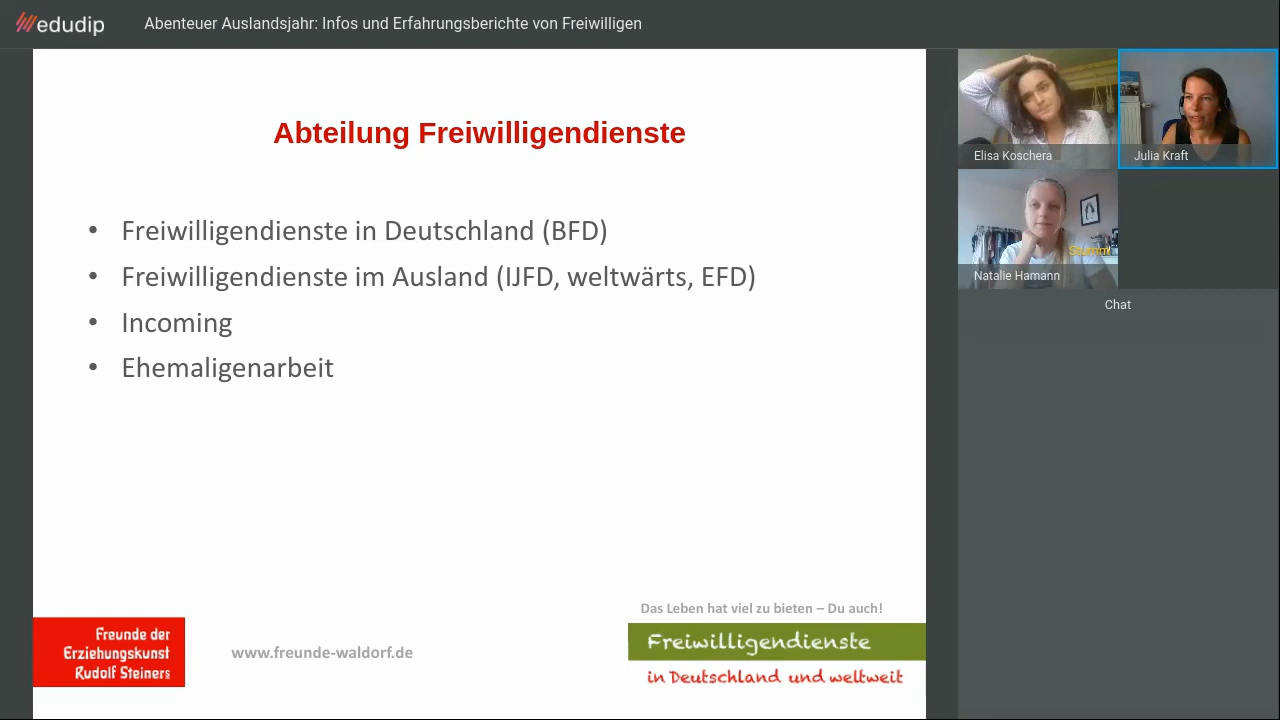 edudip
Abenteuer Auslandsjahr: Infos und Erfahrungsberichte von Freiwilligen
Abteilung Freiwilligendienste
• Freiwilligendienste in Deutschland (BFD)
• Freiwilligendienste im Ausland (IJFD, weltwärts, EFD)
• Incoming
• Ehemaligenarbeit
Freunde der
Erziehungskunst
Rudolf Steiners
www.freunde-waldorf.de
Das Leben hat viel zu bieten – Du auch!
Freiwilligendienste
in Deutschland und weltweit
Elisa Koschera
Julia Kraft
Stumm
Natalie Hamann
Chat